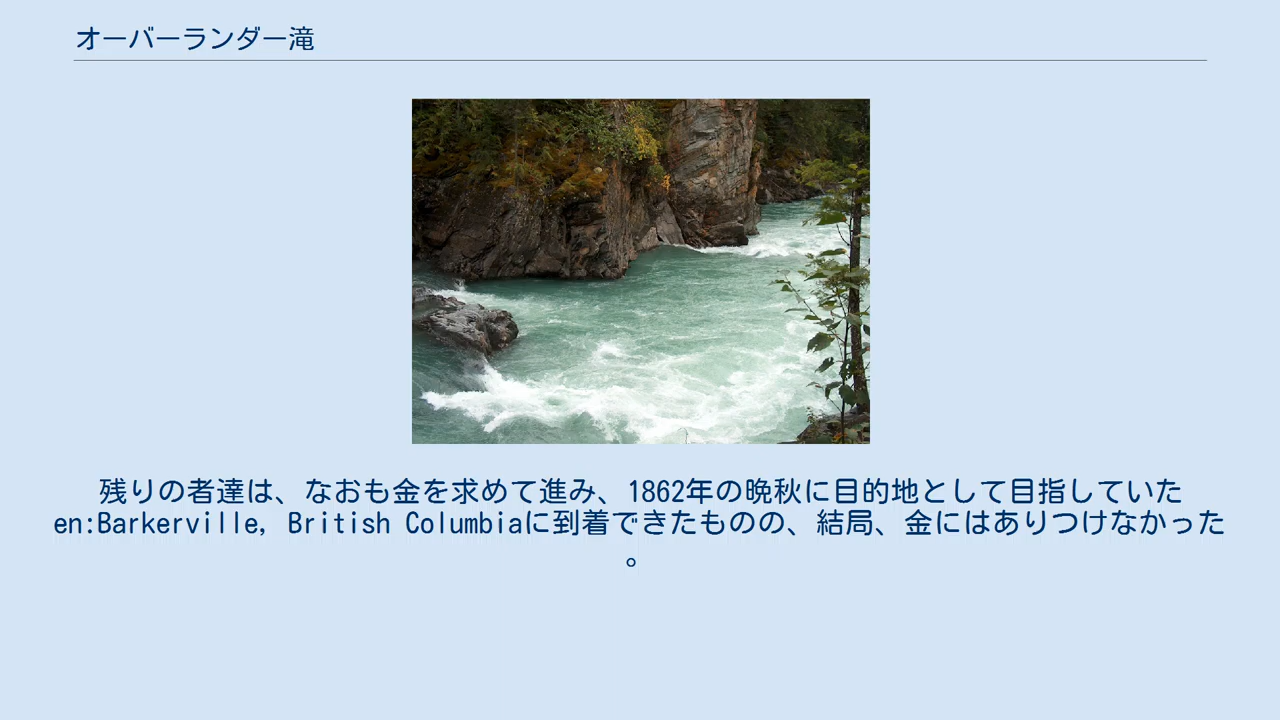 オーバーランダー滝
残りの者達は、なおも金を求めて進み、1862年の晩秋に目的地として目指していた
en:Barkerville, British Columbiaに到着できたものの、結局、金にはありつけなかった
。